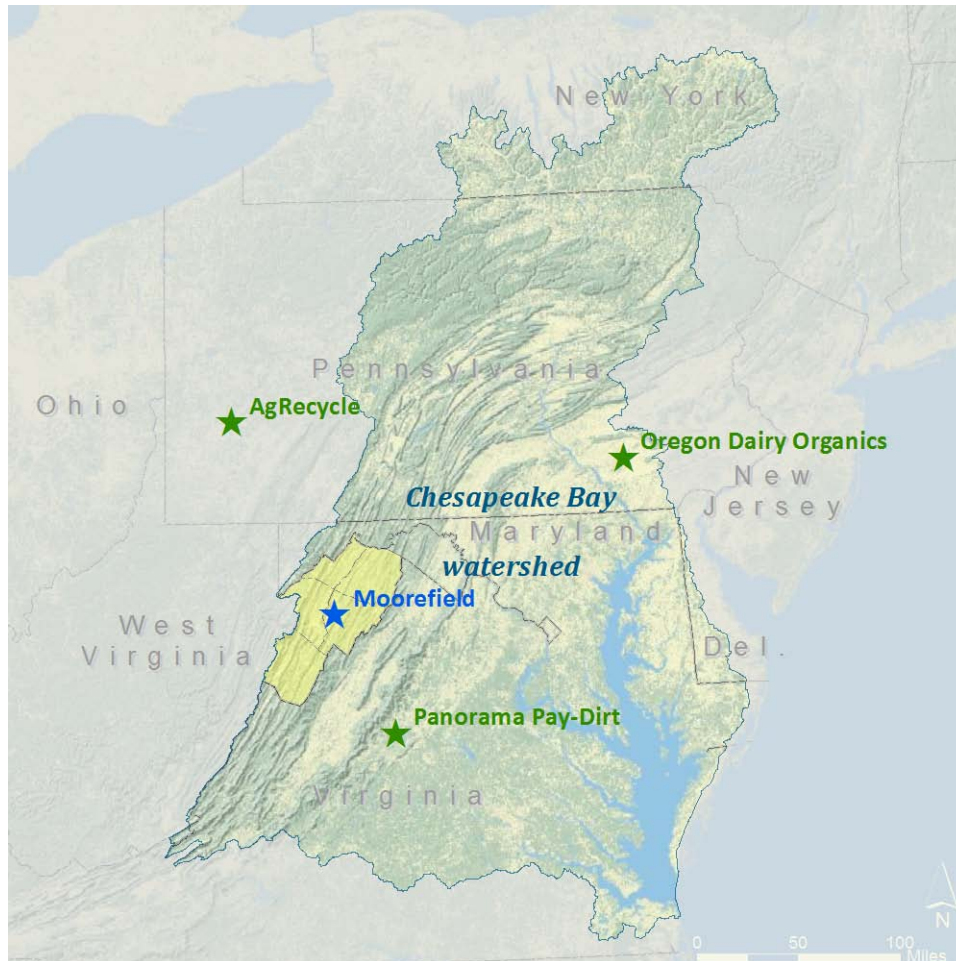 New York
Pennsylvania
Ohio
AgRecycle
Oregon Dairy Organics
New
Jersey
Chesapeake Bay
Maryland
watershed
Moorefield
West
Virginia
Del.
Panorama Pay-Dirt
Virginia
N
0 50 100
Miles